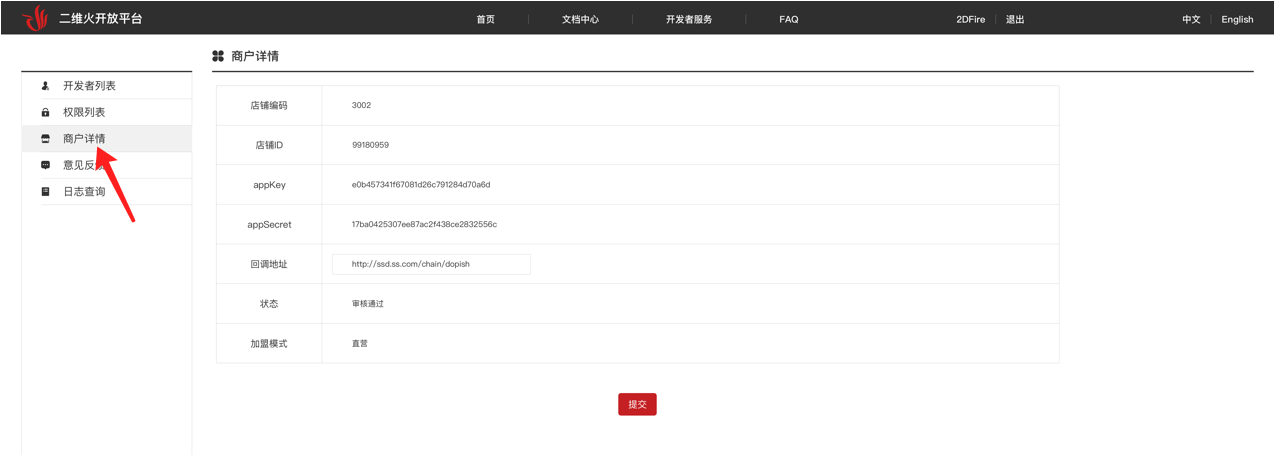 二维火开放平台
首页
文档中心
开发者服务
FAQ
2DFire
退出
中文
English
商户详情
开发者列表
权限列表
商户详情
意见反
日志查询
店铺编码 3002
店铺ID 99180959
appKey e0b457341f67081d26c791284d70a6d
appSecret 17ba0425307ee87ac2f438ce2832556c
回调地址 http://ssd.ss.com/chain/dopish
状态 审核通过
加盟模式 直营
提交